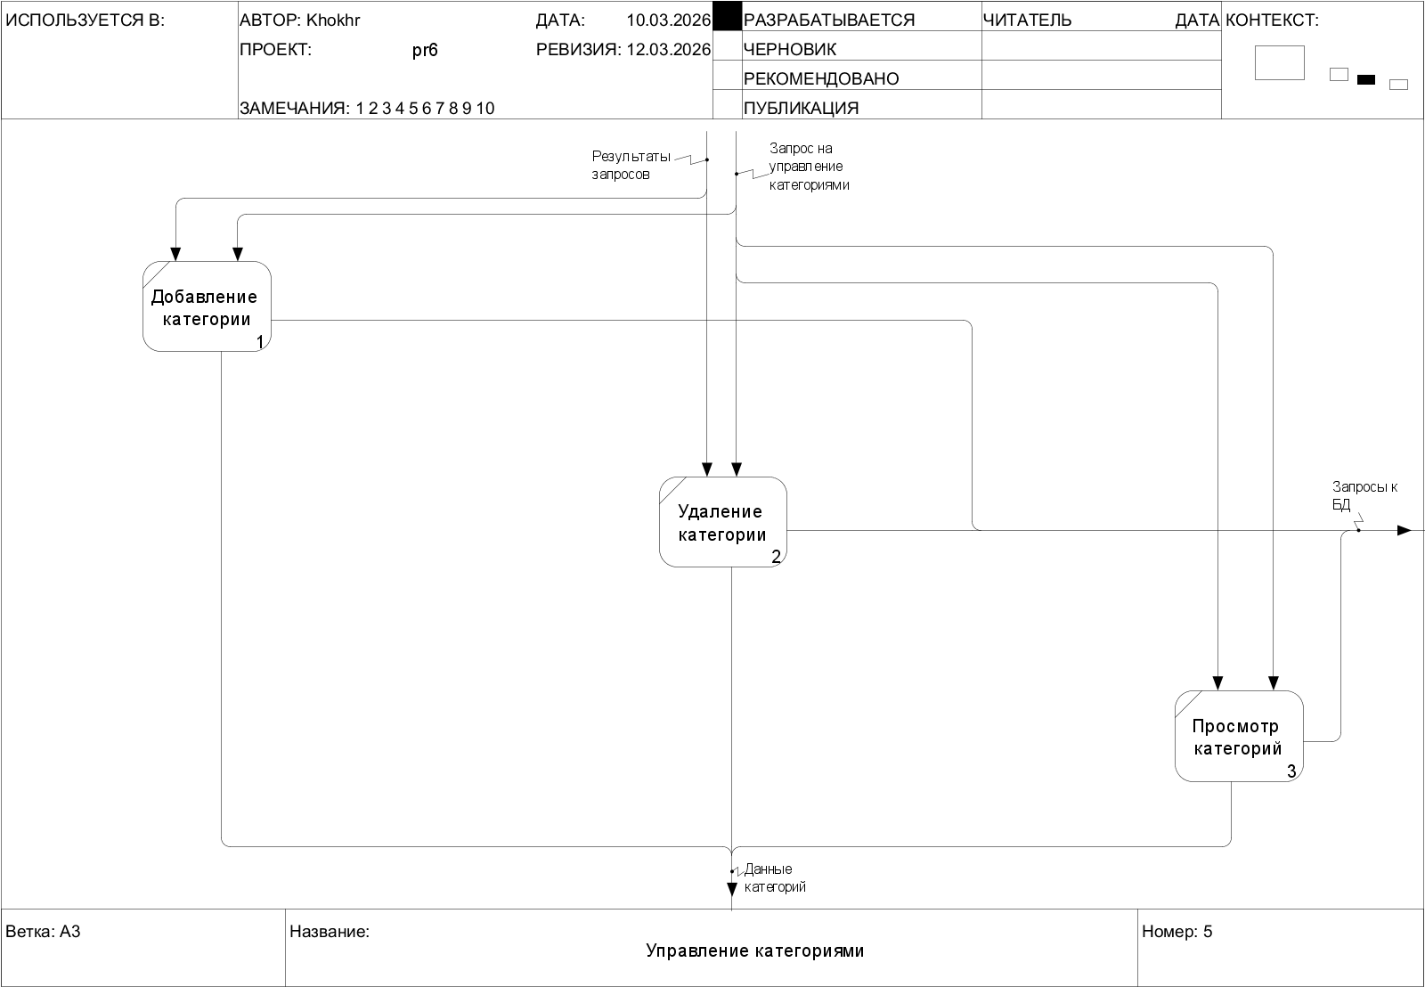 ИСПОЛЬЗУЕТСЯ В:
АВТОР: Khokhr
ДАТА: 10.03.2026
ПРОЕКТ: pr6
РЕВИЗИЯ: 12.03.2026
ЗАМЕЧАНИЯ: 1 2 3 4 5 6 7 8 9 10
РАЗРАБАТЫВАЕТСЯ
ЧЕРНОВИК
РЕКОМЕНДОВАНО
ПУБЛИКАЦИЯ
ЧИТАТЕЛЬ
ДАТА
КОНТЕКСТ:
Результаты
запросов
Запрос на
управление
категориями
Добавление
категории
1
Удаление
категории
2
Запросы к
БД
Просмотр
категорий
3
Данные
категорий
Ветка: A3
Название:
Управление категориями
Номер: 5